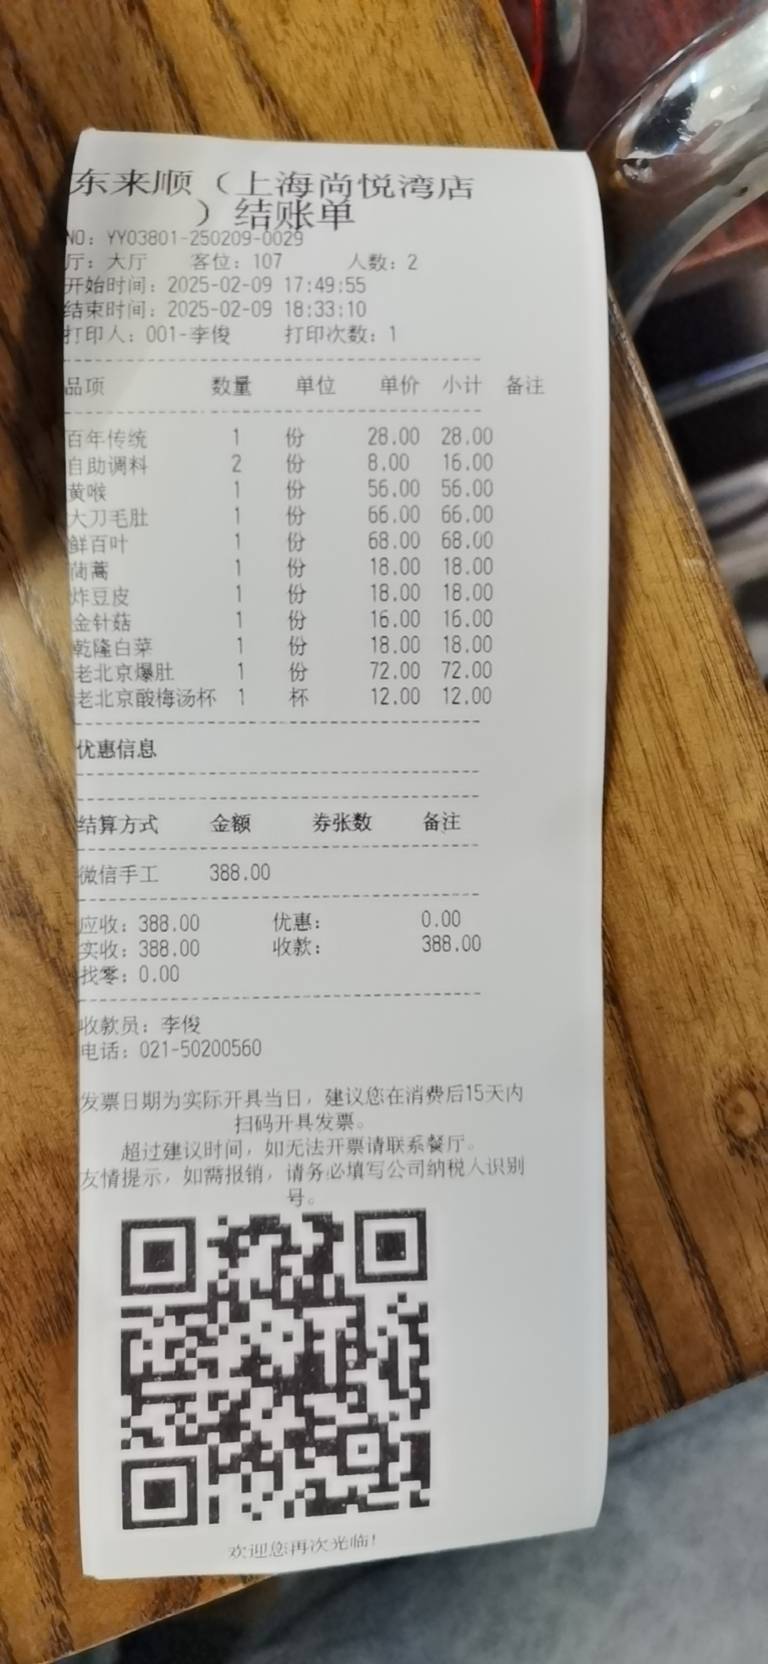 东来顺（上海尚悦湾店
）结账单
NO: YY03801-250209-0029
厅: 大厅 客位: 107 人数: 2
开始时间: 2025-02-09 17:49:55
结束时间: 2025-02-09 18:33:10
打印人: 001-李俊 打印次数: 1
品项 数量 单位 单价 小计 备注
百年传统 1 份 28.00 28.00
自助调料 2 份 8.00 16.00
黄喉 1 份 56.00 56.00
大刀毛肚 1 份 66.00 66.00
鲜百叶 1 份 68.00 68.00
茼蒿 1 份 18.00 18.00
炸豆皮 1 份 18.00 18.00
金针菇 1 份 16.00 16.00
乾隆白菜 1 份 18.00 18.00
老北京爆肚 1 份 72.00 72.00
老北京酸梅汤杯 1 杯 12.00 12.00
优惠信息
结算方式 金额 券张数 备注
微信手工 388.00
应收: 388.00 优惠: 0.00
实收: 388.00 收款: 388.00
找零: 0.00
收款员: 李俊
电话: 021-50200560
发票日期为实际开具当日，建议您在消费后15天内
扫码开具发票。
超过建议时间，如无法开票请联系餐厅。
友情提示，如需报销，请务必填写公司纳税人识别
号。
欢迎您再次光临!